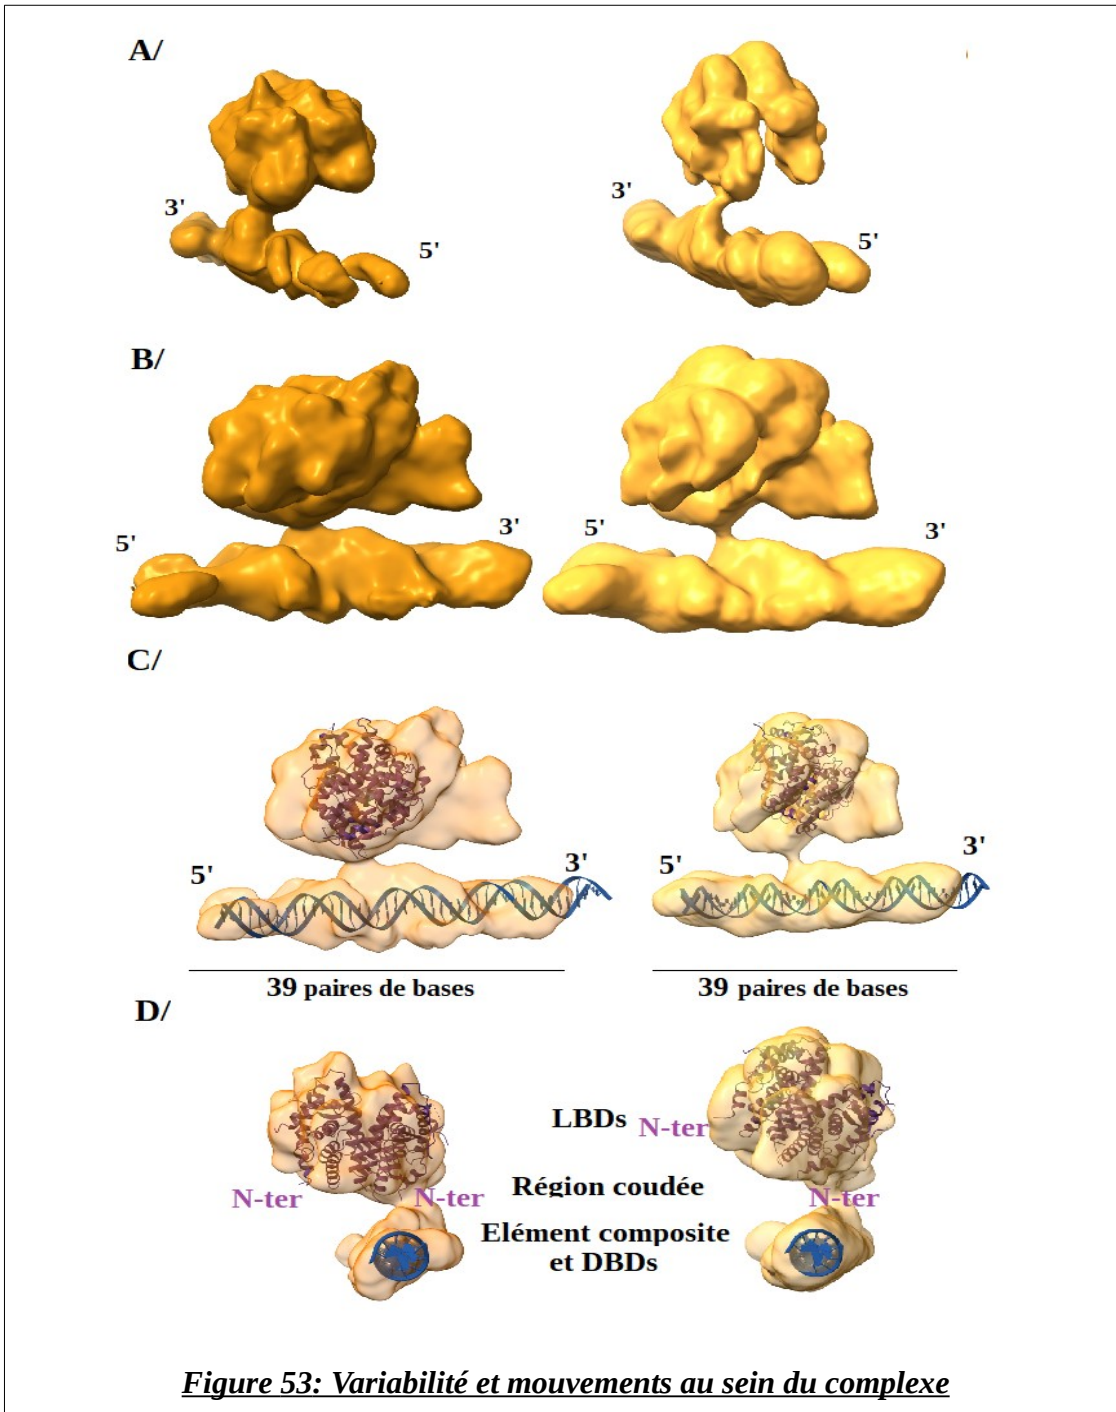 A/
3'
5'
3'
5'
B/
5'
3'
5'
3'
C/
5'
3'
5'
3'
39 paires de bases
39 paires de bases
D/
LBDs
N-ter
N-ter
N-ter
Région coudée
N-ter
Elément composite
et DBDs
Figure 53: Variabilité et mouvements au sein du complexe